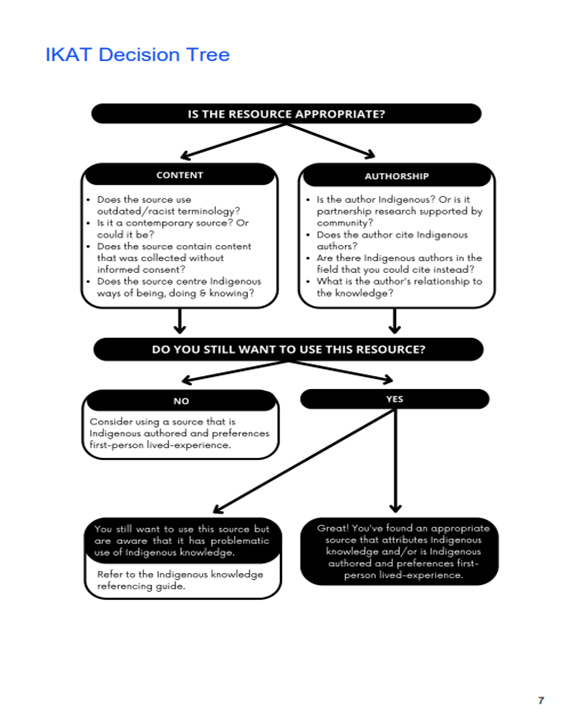 IKAT Decision Tree
IS THE RESOURCE APPROPRIATE?
CONTENT
• Does the source use
outdated/racist terminology?
• Is it a contemporary source? Or
could it be?
• Does the source contain content
that was collected without
informed consent?
• Does the source centre Indigenous
ways of being, doing & knowing?
AUTHORSHIP
• Is the author Indigenous? Or is it
partnership research supported by
community?
• Does the author cite Indigenous
authors?
• Are there Indigenous authors in the
field that you could cite instead?
• What is the author's relationship to
the knowledge?
DO YOU STILL WANT TO USE THIS RESOURCE?
NO
Consider using a source that is
Indigenous authored and preferences
first-person lived-experience.
YES
You still want to use this source but
are aware that it has problematic
use of Indigenous knowledge.
Refer to the Indigenous knowledge
referencing guide.
Great! You've found an appropriate
source that attributes Indigenous
knowledge and/or is Indigenous
authored and preferences first-
person lived-experience.
7